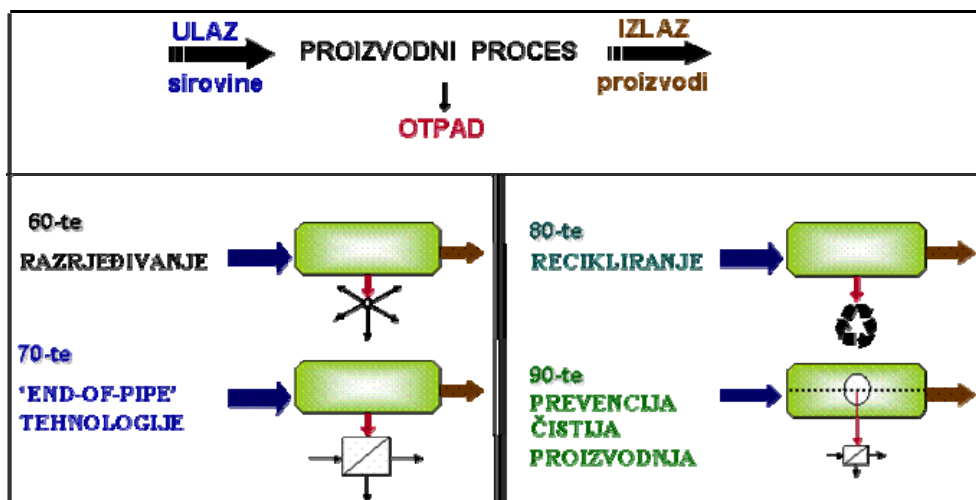 ULAZ
sirovine
PROIZVODNI PROCES
IZLAZ
proizvodi
OTPAD
60-te
RAZRJEĐIVANJE
70-te
'END-OF-PIPE'
TEHNOLOGIJE
80-te
RECIKLIRANJE
90-te
PREVENCIJA
ČISTIJA
PROIZVODNJA